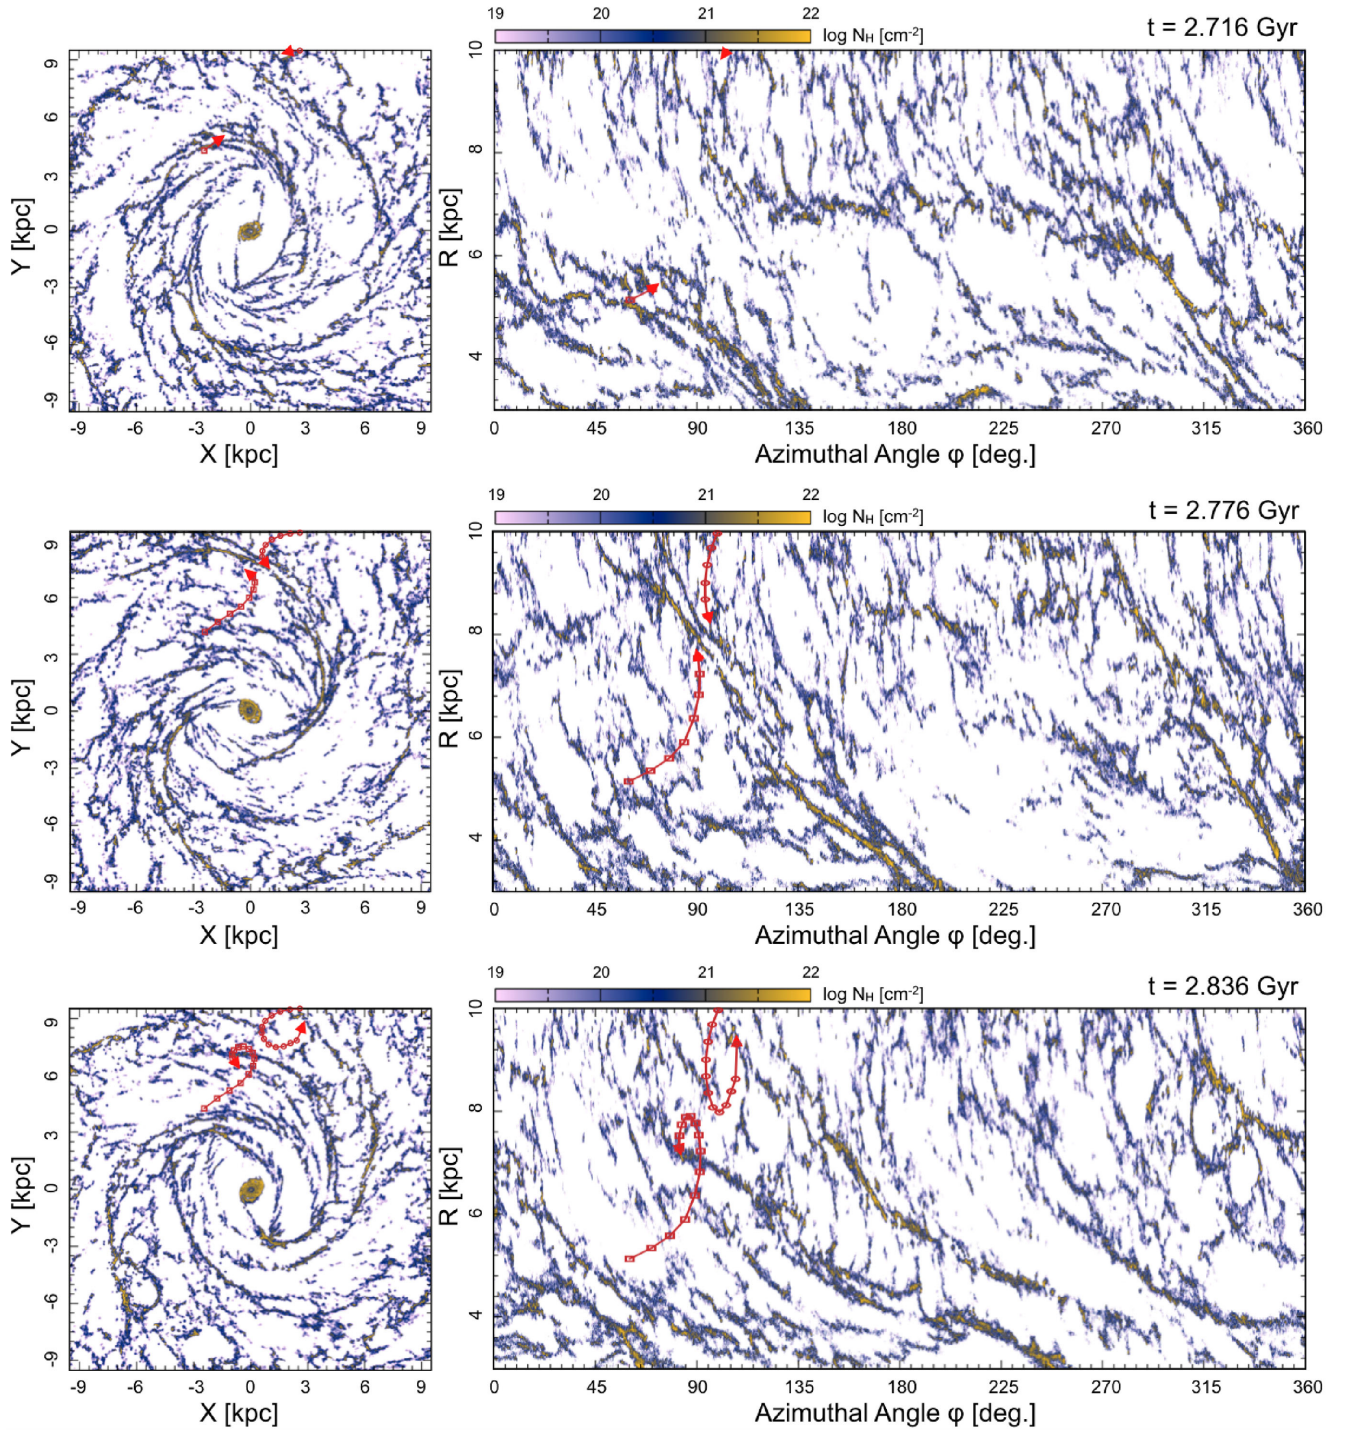 19 20 21 22
log NH [cm-2]
t = 2.716 Gyr
9 6 3 0 -3 -6 -9
Y [kpc]
-9 -6 -3 0 3 6 9
X [kpc]
10 8 6 4
R [kpc]
0 45 90 135 180 225 270 315 360
Azimuthal Angle φ [deg.]
19 20 21 22
log NH [cm-2]
t = 2.776 Gyr
9 6 3 0 -3 -6 -9
Y [kpc]
-9 -6 -3 0 3 6 9
X [kpc]
10 8 6 4
R [kpc]
0 45 90 135 180 225 270 315 360
Azimuthal Angle φ [deg.]
19 20 21 22
log NH [cm-2]
t = 2.836 Gyr
9 6 3 0 -3 -6 -9
Y [kpc]
-9 -6 -3 0 3 6 9
X [kpc]
10 8 6 4
R [kpc]
0 45 90 135 180 225 270 315 360
Azimuthal Angle φ [deg.]